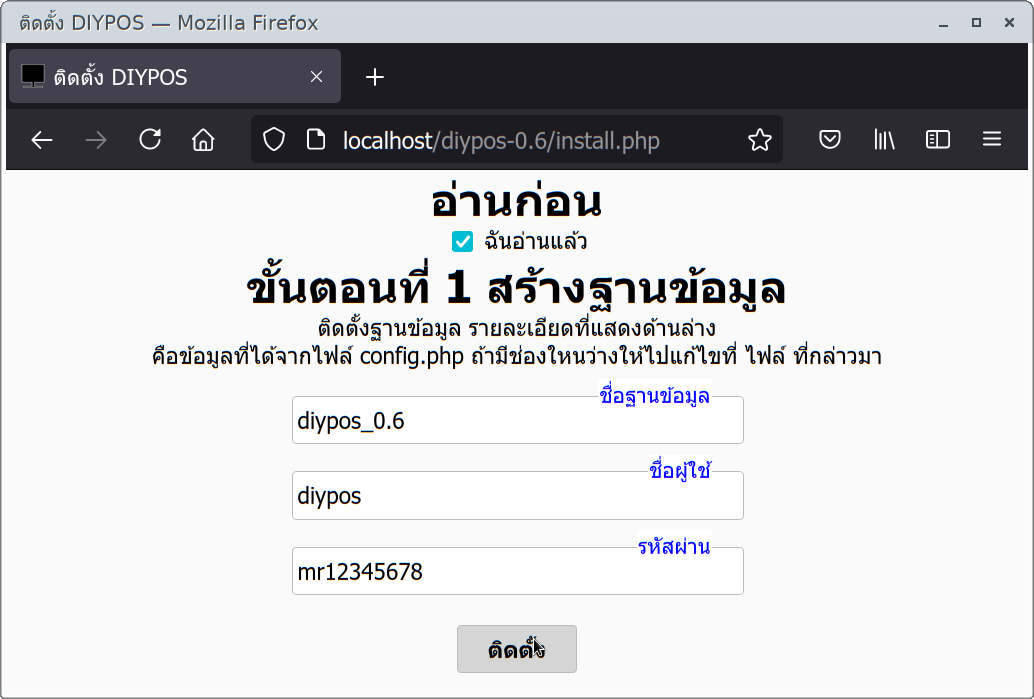 ติดตั้ง DIYPOS — Mozilla Firefox
ติดตั้ง DIYPOS
localhost/diypos-0.6/install.php
อ่านก่อน
ฉันอ่านแล้ว
ขั้นตอนที่ 1 สร้างฐานข้อมูล
ติดตั้งฐานข้อมูล รายละเอียดที่แสดงด้านล่าง
คือข้อมูลที่ได้จากไฟล์ config.php ถ้ามีช่องใหนว่างให้ไปแก้ไขที่ ไฟล์ ที่กล่าวมา
ชื่อฐานข้อมูล
diypos_0.6
ชื่อผู้ใช้
diypos
รหัสผ่าน
mr12345678
ติดตั้ง